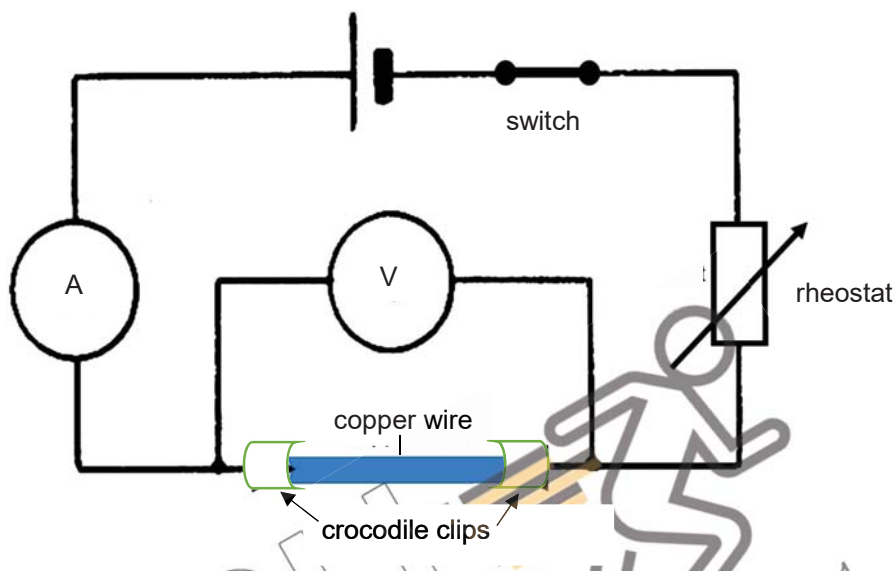 switch
A
V
rheostat
copper wire
crocodile clips